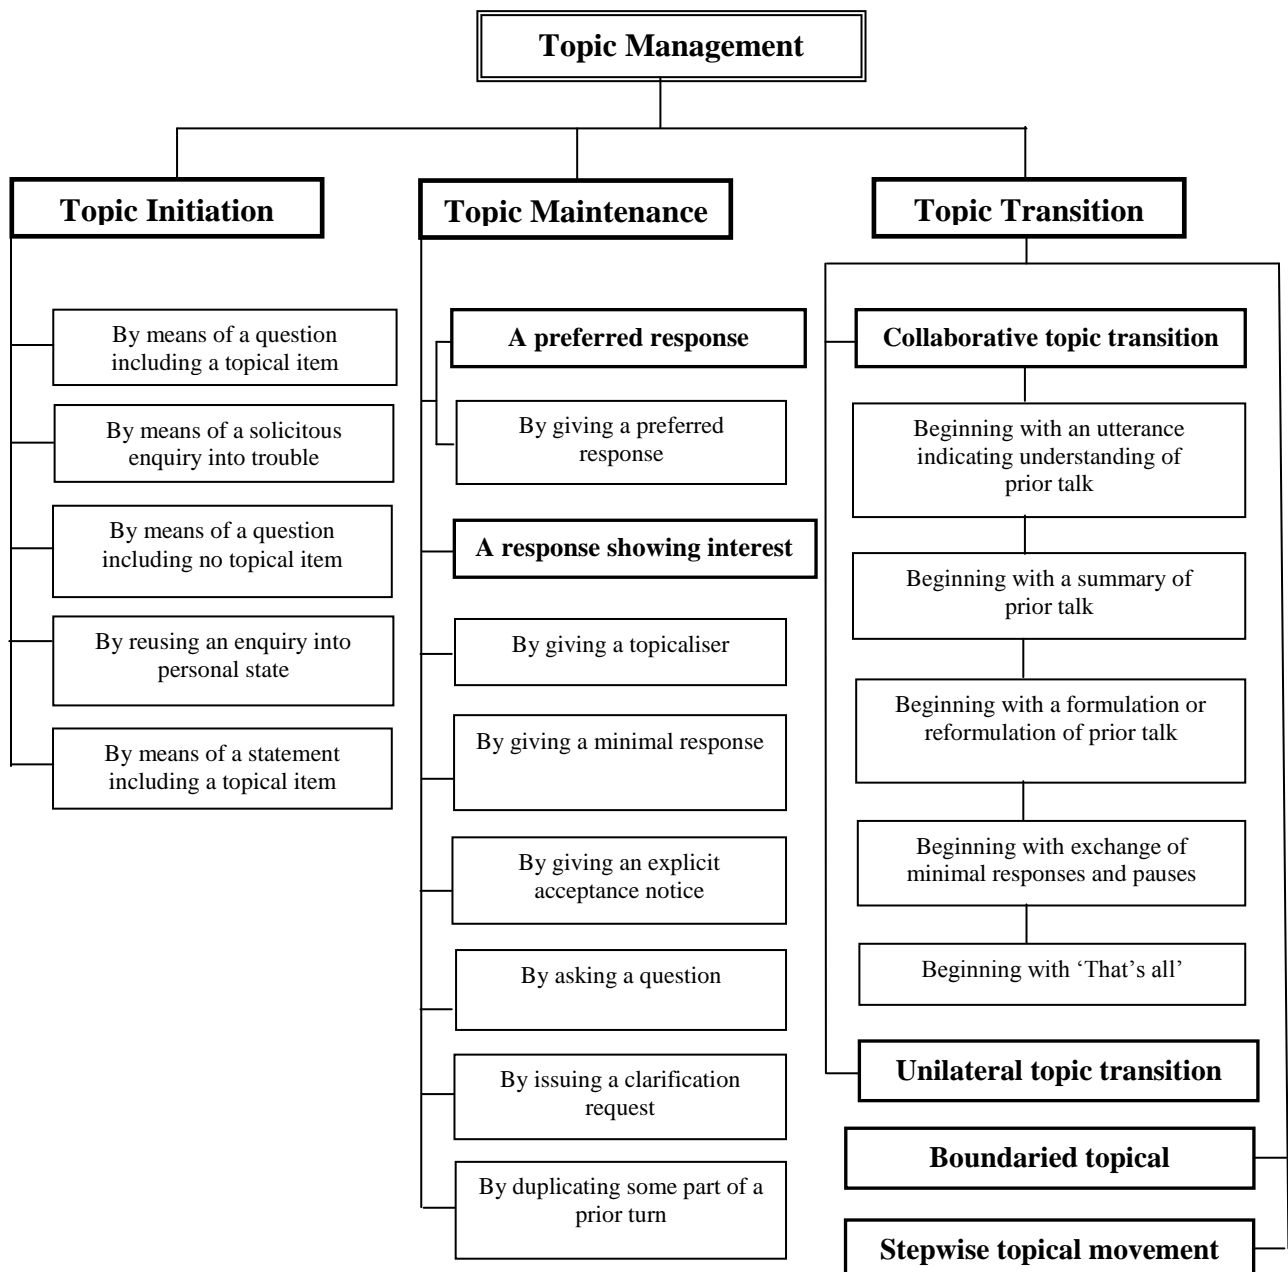 Topic Management
Topic Initiation
By means of a question
including a topical item
By means of a solicitous
enquiry into trouble
By means of a question
including no topical item
By reusing an enquiry into
personal state
By means of a statement
including a topical item
Topic Maintenance
A preferred response
By giving a preferred
response
A response showing interest
By giving a topicaliser
By giving a minimal response
By giving an explicit
acceptance notice
By asking a question
By issuing a clarification
request
By duplicating some part of a
prior turn
Topic Transition
Collaborative topic transition
Beginning with an utterance
indicating understanding of
prior talk
Beginning with a summary of
prior talk
Beginning with a formulation or
reformulation of prior talk
Beginning with exchange of
minimal responses and pauses
Beginning with ‘That’s all’
Unilateral topic transition
Boundaried topical
Stepwise topical movement